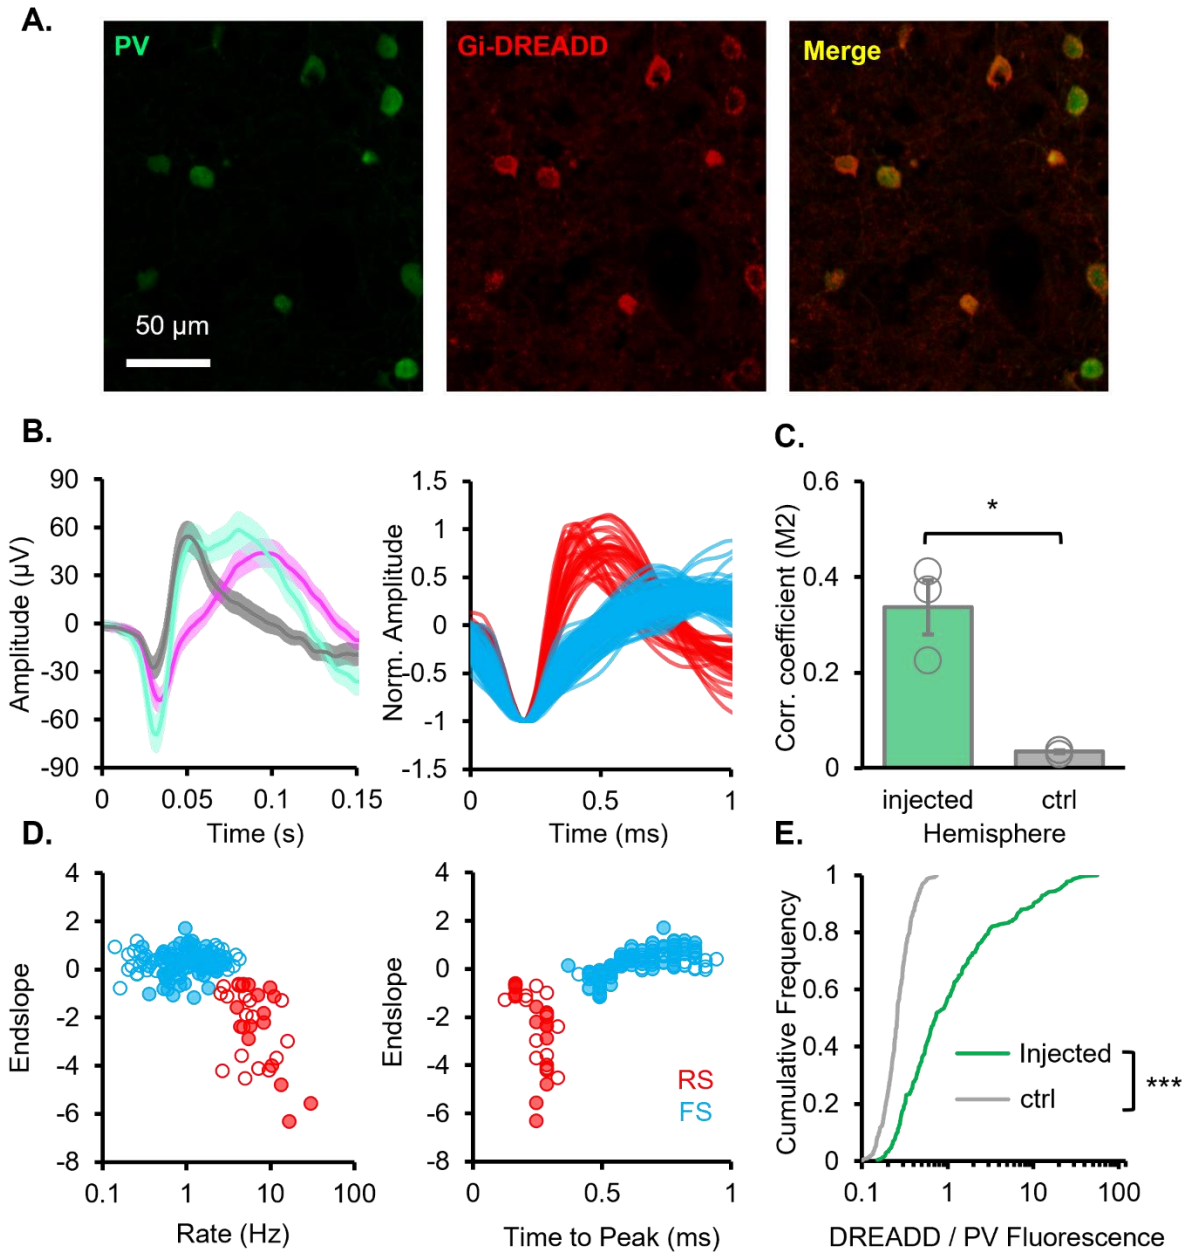 A.
PV
Gi-DREADD
Merge
50 µm
B.
C.
90
60
30
0
-30
-60
-90
Amplitude (µV)
0 0.05 0.1 0.15
Time (s)
1.5
1
0.5
0
-0.5
-1
-1.5
Norm. Amplitude
0 0.5 1
Time (ms)
0.6
0.4
0.2
0
Corr. coefficient (M2)
*
injected ctrl
Hemisphere
D.
E.
4
2
0
-2
-4
-6
-8
Endslope
0.1 1 10 100
Rate (Hz)
4
2
0
-2
-4
-6
-8
Endslope
RS
FS
0 0.5 1
Time to Peak (ms)
1
0.8
0.6
0.4
0.2
0
Cumulative Frequency
Injected
ctrl
***
0.1 1 10 100
DREADD / PV Fluorescence